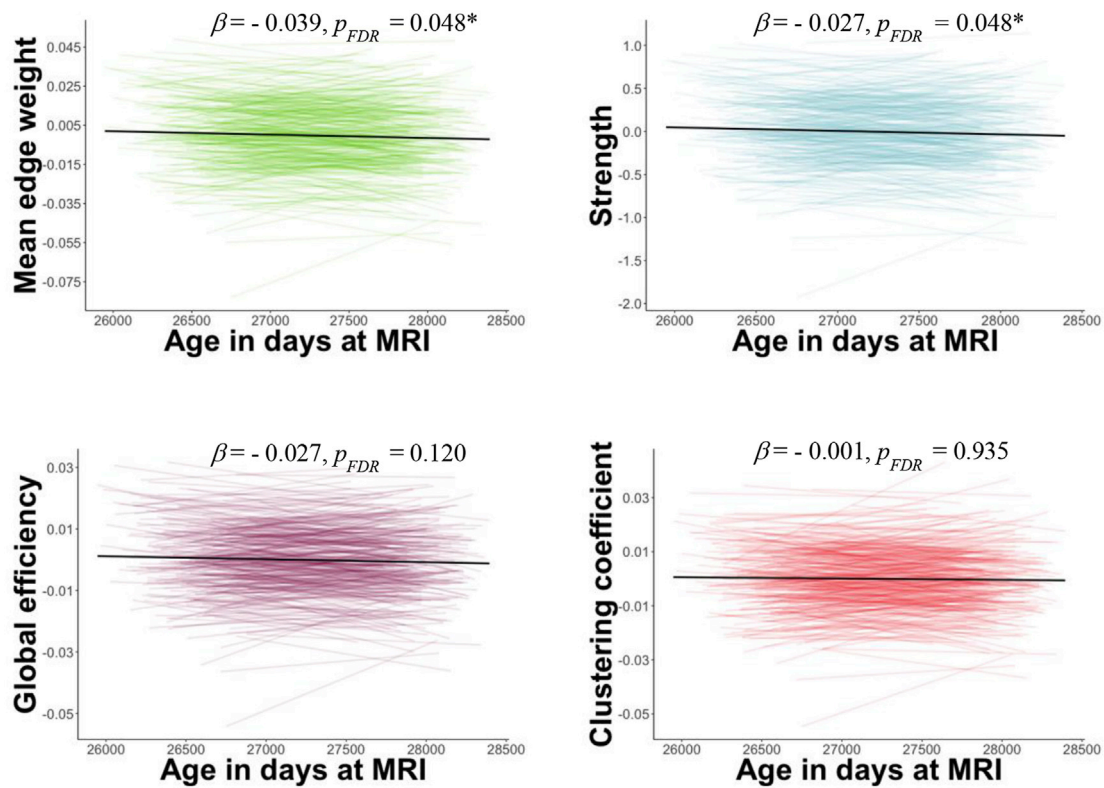 β = - 0.039, p FDR = 0.048*
Mean edge weight
0.045
0.025
0.005
-0.015
-0.035
-0.055
-0.075
26000 26500 27000 27500 28000 28500
Age in days at MRI
β = - 0.027, p FDR = 0.048*
Strength
1.0
0.5
0.0
-0.5
-1.0
-1.5
-2.0
26000 26500 27000 27500 28000 28500
Age in days at MRI
β = - 0.027, p FDR = 0.120
Global efficiency
0.03
0.01
-0.01
-0.03
-0.05
26000 26500 27000 27500 28000 28500
Age in days at MRI
β = - 0.001, p FDR = 0.935
Clustering coefficient
0.03
0.01
-0.01
-0.03
-0.05
26000 26500 27000 27500 28000 28500
Age in days at MRI